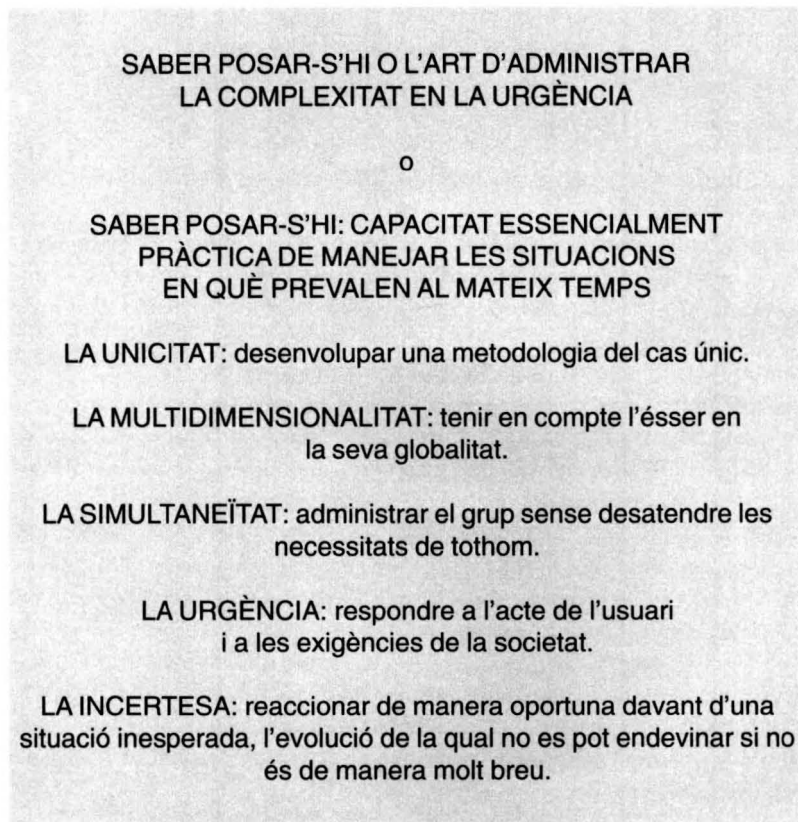 SABER POSAR-S'HI O L'ART D'ADMINISTRAR
LA COMPLEXITAT EN LA URGÈNCIA
o
SABER POSAR-S'HI: CAPACITAT ESSENCIALMENT
PRÀCTICA DE MANEJAR LES SITUACIONS
EN QUÈ PREVALEN AL MATEIX TEMPS
LA UNICITAT: desenvolupar una metodologia del cas únic.
LA MULTIDIMENSIONALITAT: tenir en compte l'ésser en
la seva globalitat.
LA SIMULTANEÏTAT: administrar el grup sense desatendre les
necessitats de tothom.
LA URGÈNCIA: respondre a l'acte de l'usuari
i a les exigències de la societat.
LA INCERTESA: reaccionar de manera oportuna davant d'una
situació inesperada, l'evolució de la qual no es pot endevinar si no
és de manera molt breu.